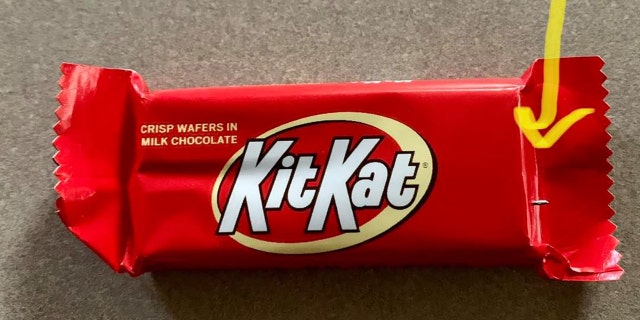 CRISP WAFERS IN
MILK CHOCOLATE
KitKat®